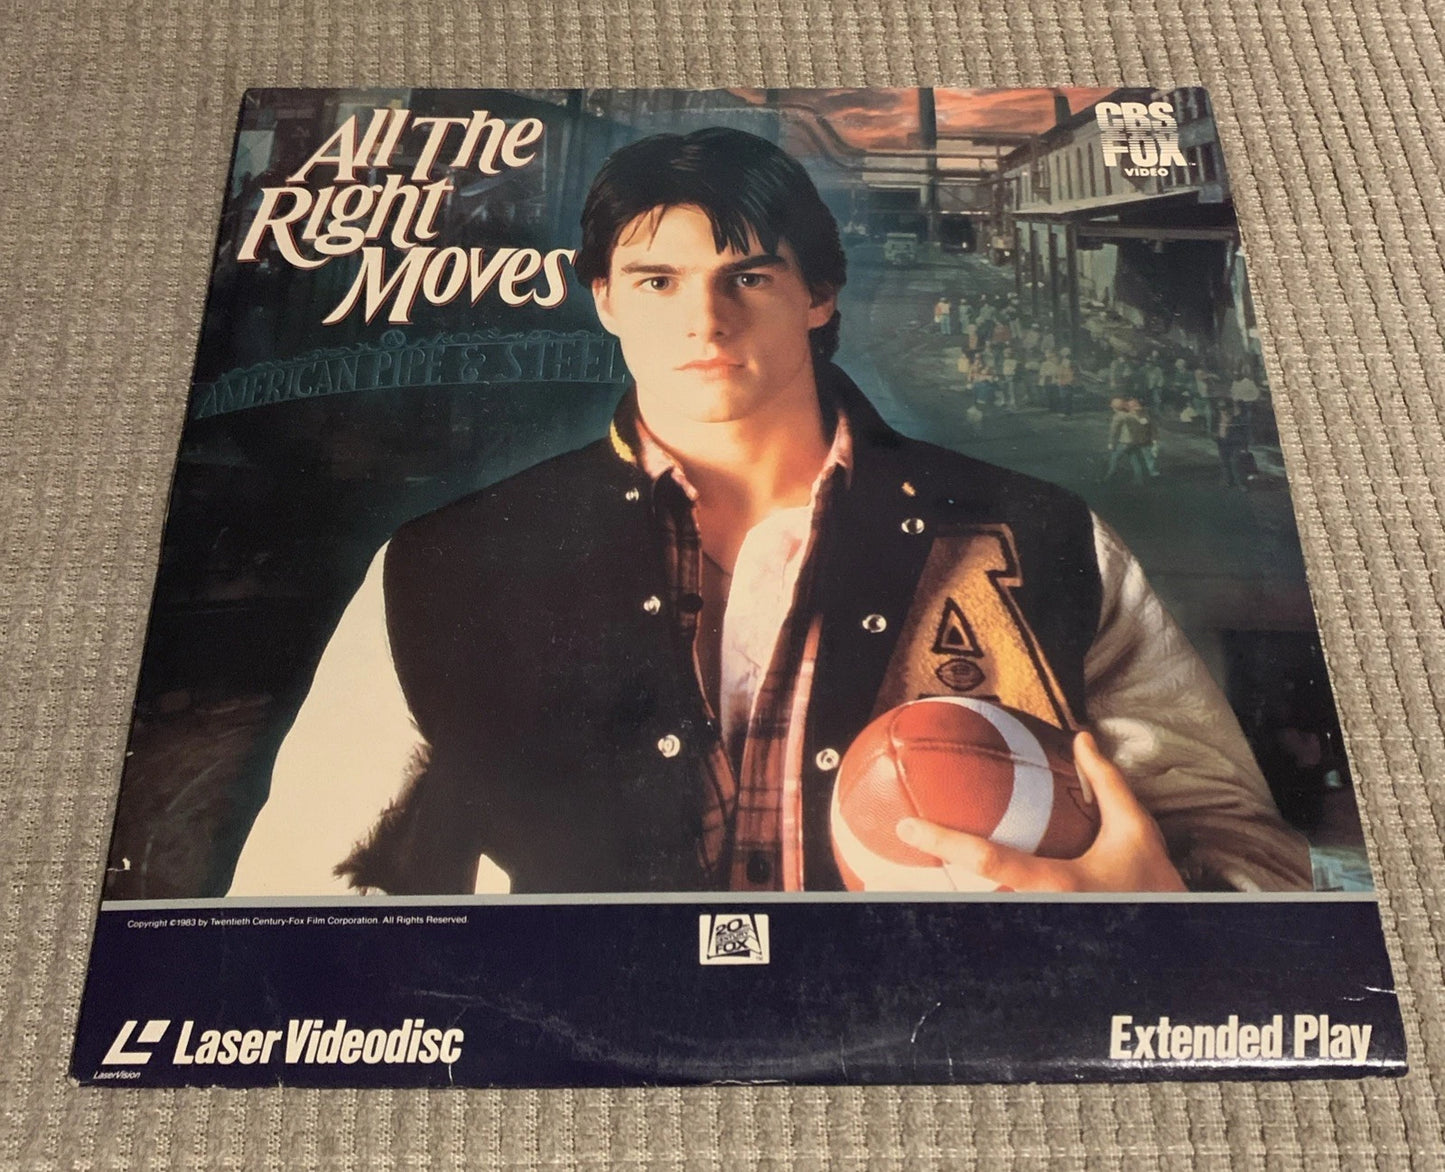 All The
Right
Moves
CBS
FOX
VIDEO
AMERICAN PIPE & STEEL
A
Copyright ©1983 by Twentieth Century-Fox Film Corporation. All Rights Reserved.
20th
CENTURY
FOX
TM
Laser Videodisc
LaserVision
Extended Play